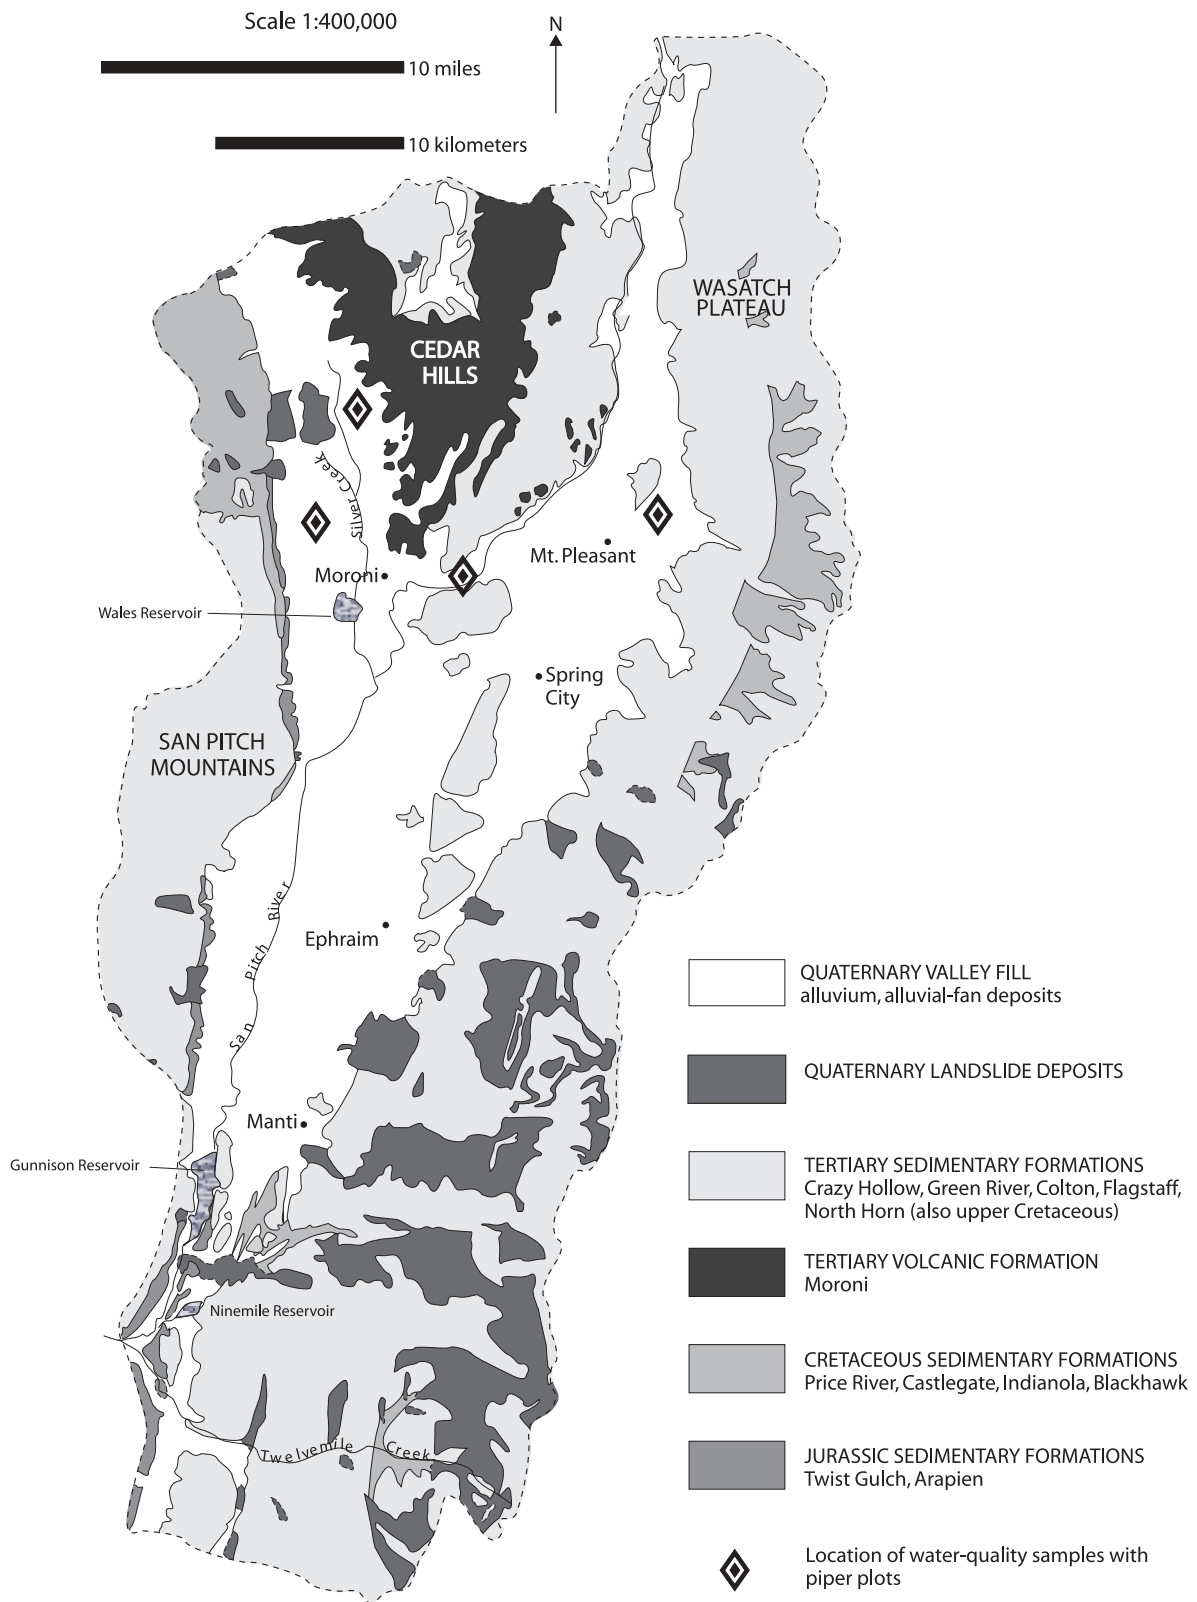 Scale 1:400,000
10 miles
10 kilometers
N
WASATCH
PLATEAU
CEDAR
HILLS
Silver Creek
Mt. Pleasant
Moroni
Wales Reservoir
Spring
City
SAN PITCH
MOUNTAINS
San Pitch River
Ephraim
Manti
Gunnison Reservoir
Ninemile Reservoir
Twelvemile Creek
QUATERNARY VALLEY FILL
alluvium, alluvial-fan deposits
QUATERNARY LANDSLIDE DEPOSITS
TERTIARY SEDIMENTARY FORMATIONS
Crazy Hollow, Green River, Colton, Flagstaff,
North Horn (also upper Cretaceous)
TERTIARY VOLCANIC FORMATION
Moroni
CRETACEOUS SEDIMENTARY FORMATIONS
Price River, Castlegate, Indianola, Blackhawk
JURASSIC SEDIMENTARY FORMATIONS
Twist Gulch, Arapien
Location of water-quality samples with
piper plots